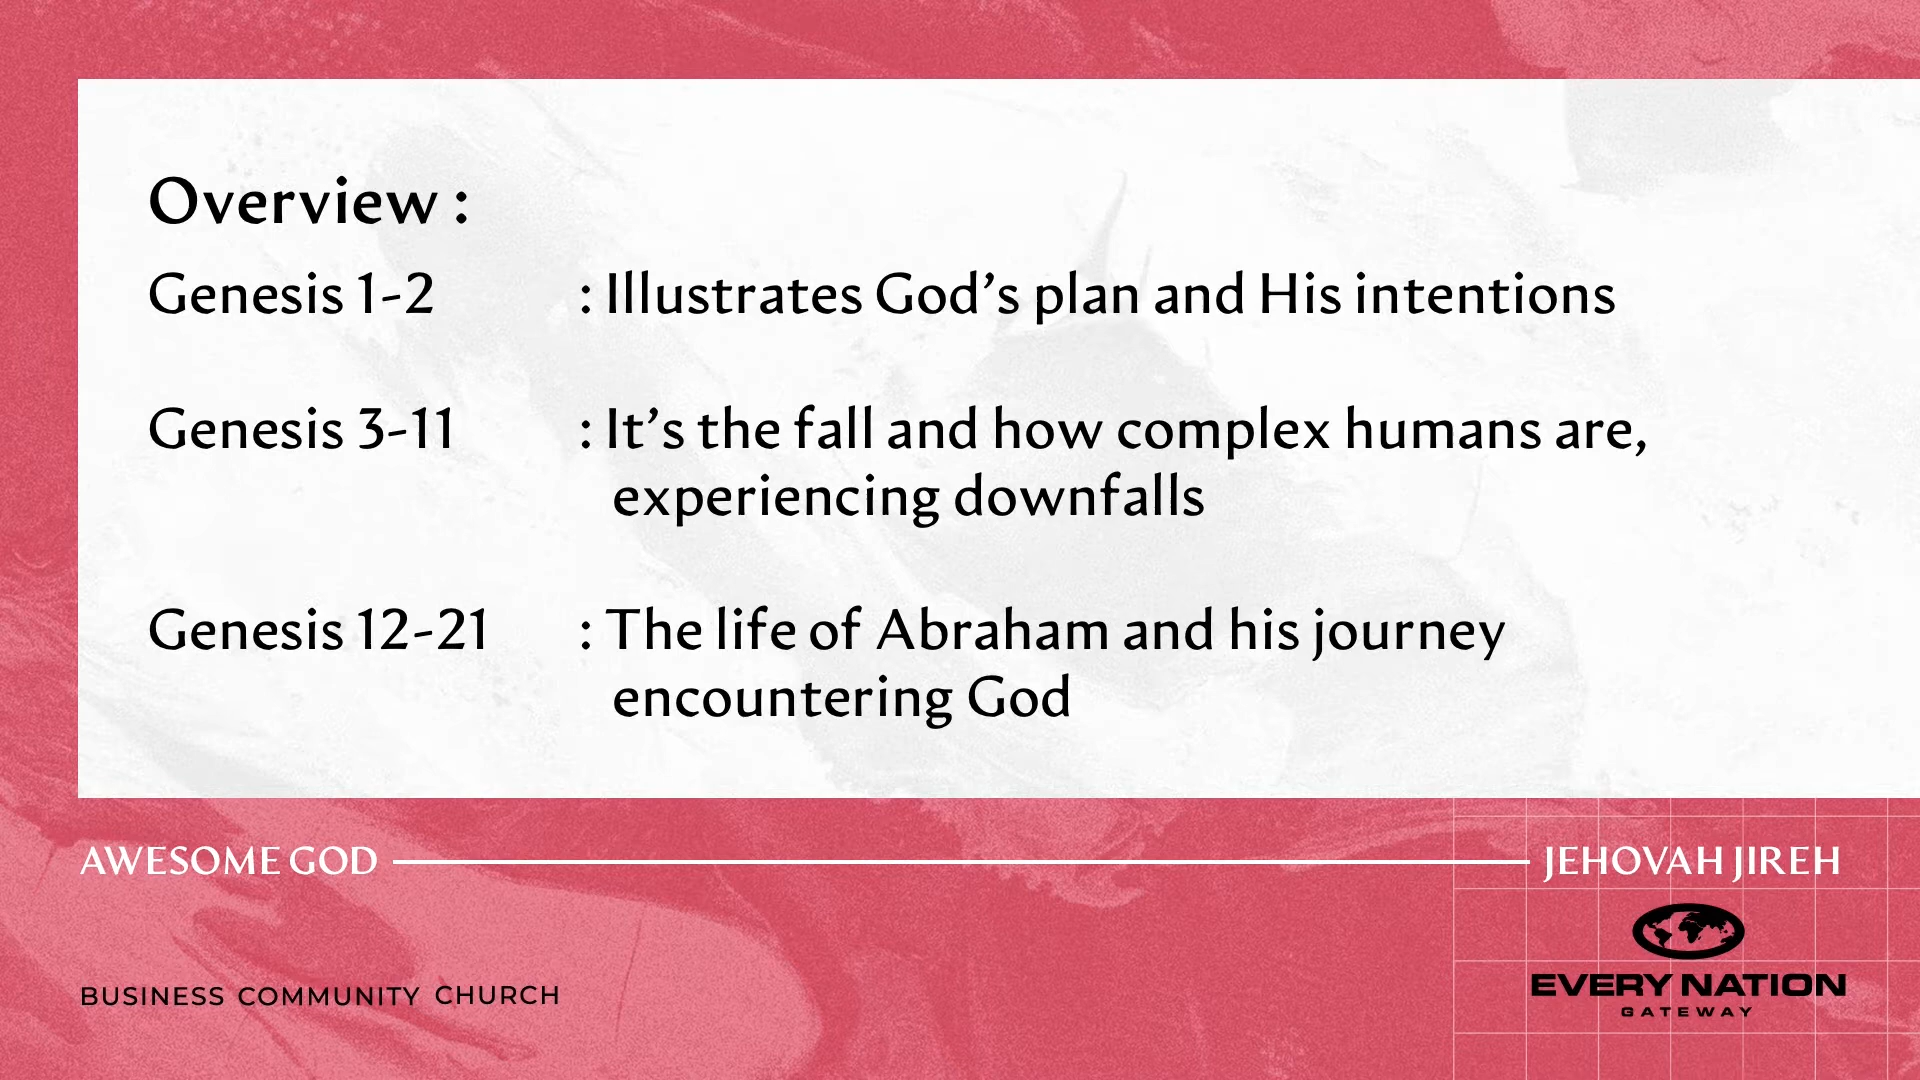 Overview :
Genesis 1-2 : Illustrates God’s plan and His intentions
Genesis 3-11 : It’s the fall and how complex humans are,
experiencing downfalls
Genesis 12-21 : The life of Abraham and his journey
encountering God
AWESOME GOD JEHOVAH JIREH
EVERY NATION
GATEWAY
BUSINESS COMMUNITY CHURCH